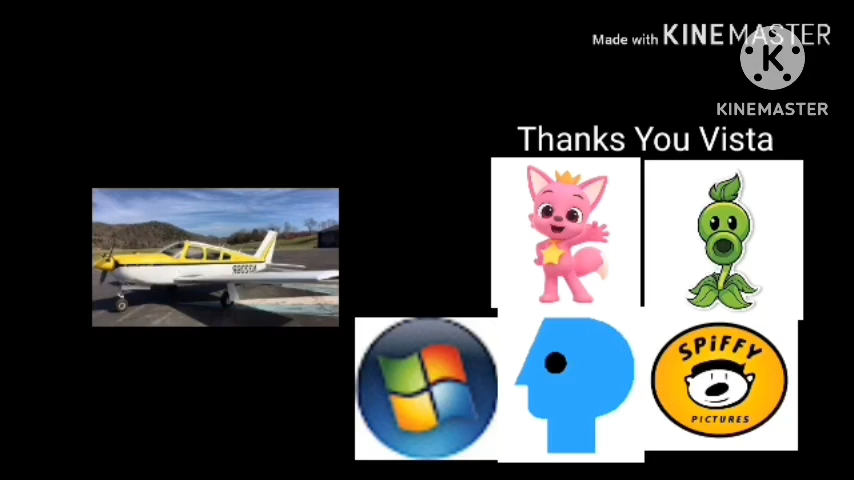 Made with KINEMASTER
KINEMASTER
Thanks You Vista
SPiFFY
PICTURES